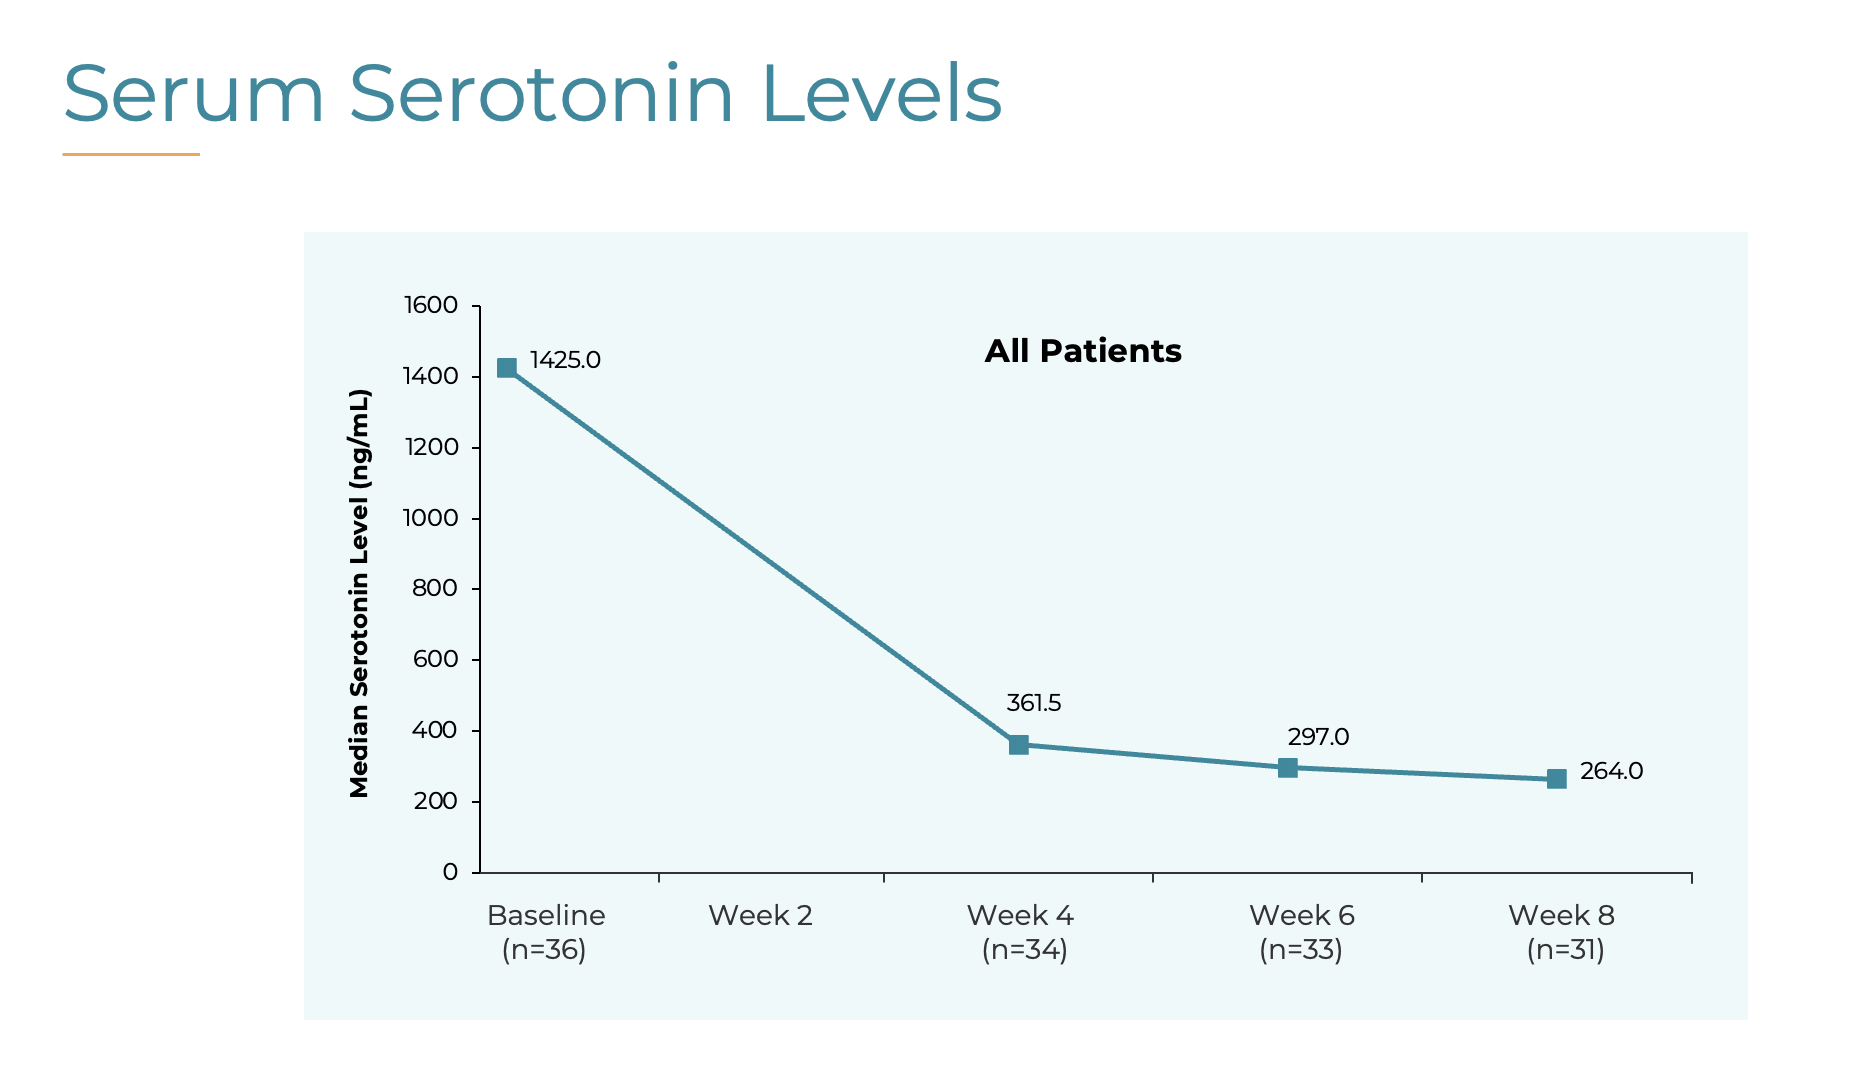 Serum Serotonin Levels
All Patients
Median Serotonin Level (ng/mL)
1600
1400
1200
1000
800
600
400
200
0
1425.0
361.5
297.0
264.0
Baseline
(n=36)
Week 2
Week 4
(n=34)
Week 6
(n=33)
Week 8
(n=31)